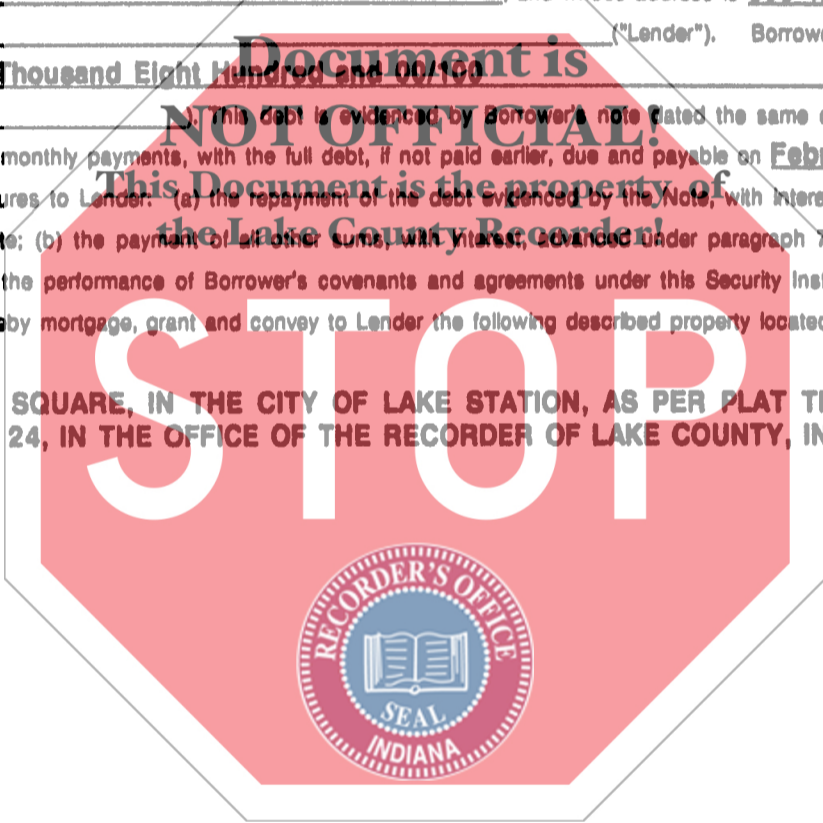 ("Lender"). Borrowe
Document is
Thousand Eight Hundred and 00/100
NOT OFFICIAL!
). This debt is evidenced by Borrower's note dated the same
monthly payments, with the full debt, if not paid earlier, due and payable on Febr
This Document is the property of
ures to Lender: (a) the repayment of the debt evidenced by the Note, with intere
the Lake County Recorder!
e; (b) the payment of all other sums, with interest, advanced under paragraph 7
the performance of Borrower's covenants and agreements under this Security Inst
eby mortgage, grant and convey to Lender the following described property located
STOP
SQUARE, IN THE CITY OF LAKE STATION, AS PER PLAT TH
24, IN THE OFFICE OF THE RECORDER OF LAKE COUNTY, IN
RECORDER'S OFFICE
SEAL
INDIANA